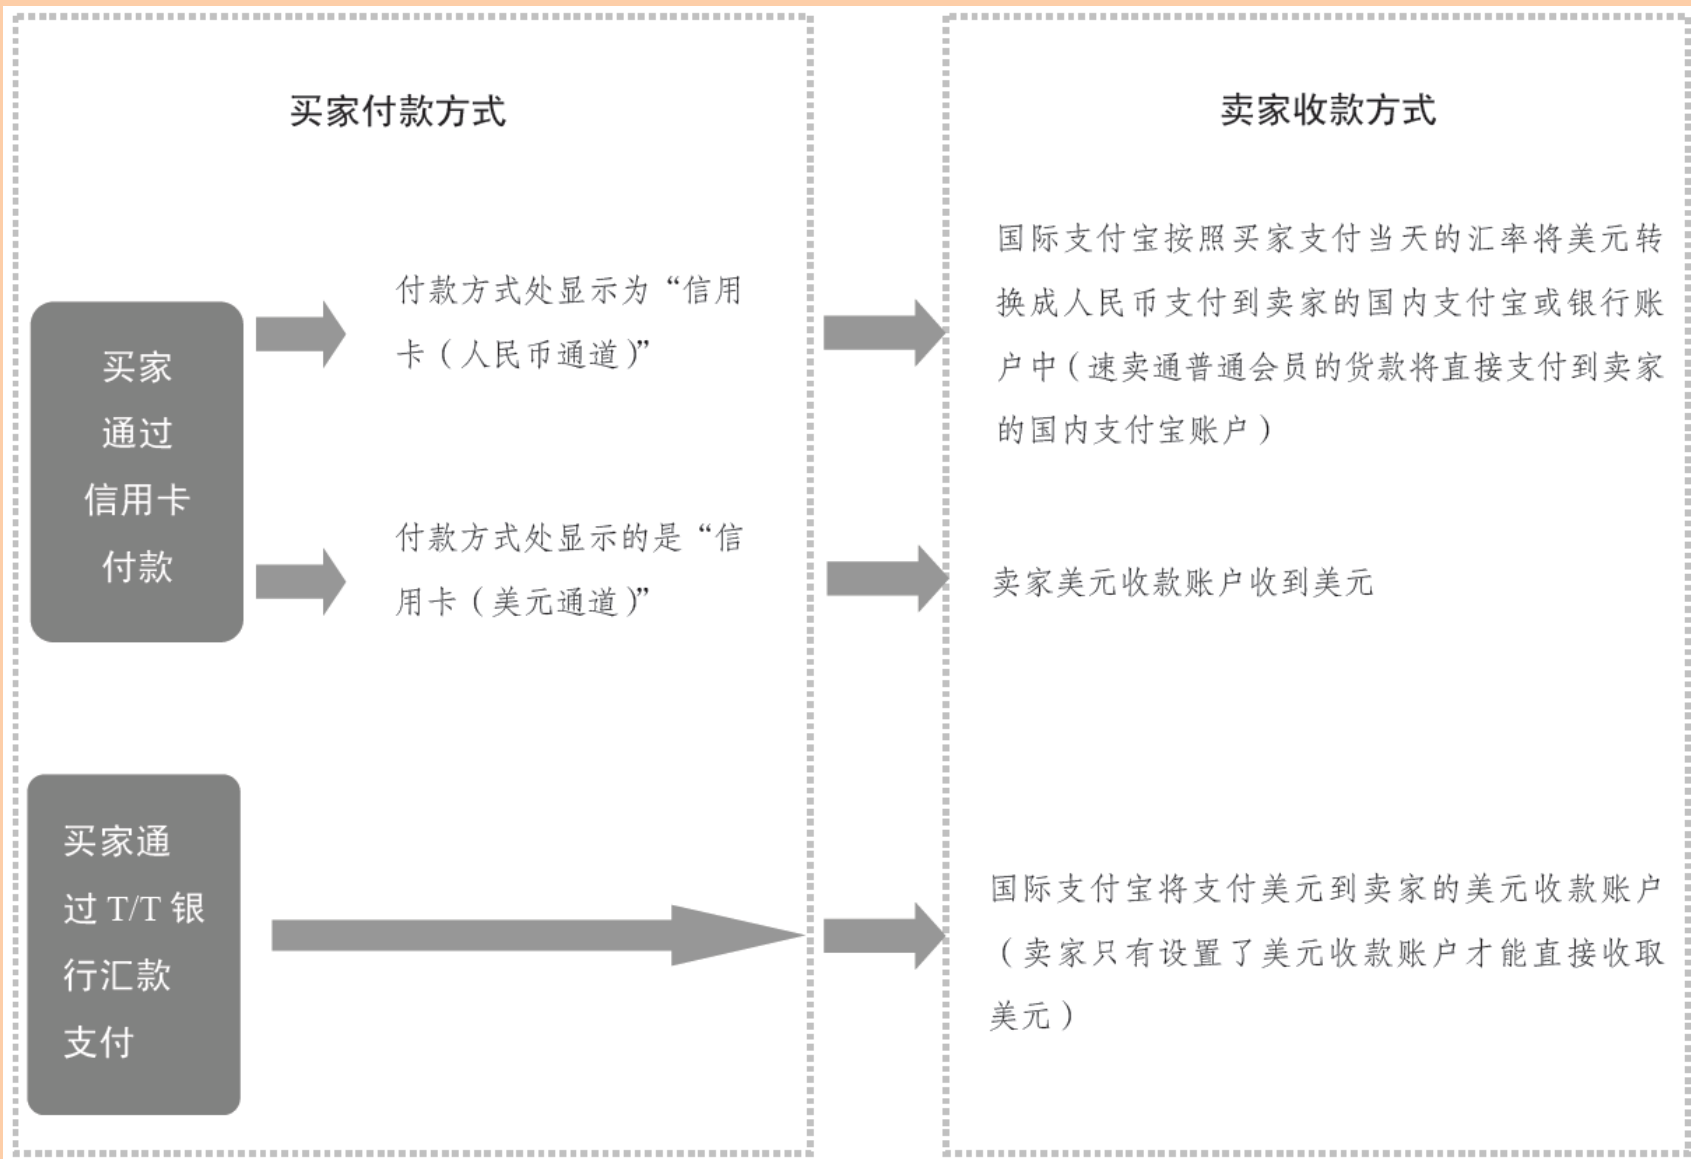 买家付款方式
卖家收款方式
买家
通过
信用卡
付款
付款方式处显示为“信用
卡（人民币通道）”
国际支付宝按照买家支付当天的汇率将美元转
换成人民币支付到卖家的国内支付宝或银行账
户中（速卖通普通会员的货款将直接支付到卖家
的国内支付宝账户）
付款方式处显示的是“信
用卡（美元通道）”
卖家美元收款账户收到美元
买家通
过 T/T 银
行汇款
支付
国际支付宝将支付美元到卖家的美元收款账户
（卖家只有设置了美元收款账户才能直接收取
美元）